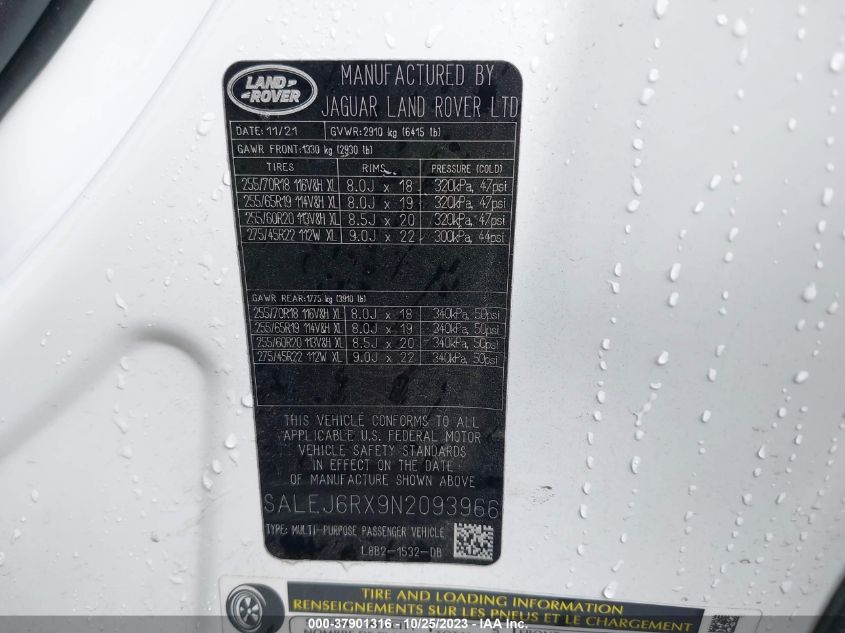 LAND ROVER
MANUFACTURED BY
JAGUAR LAND ROVER LTD
DATE: 11/21 GVWR: 2910 kg (6415 lb)
GAWR FRONT: 1330 kg (2930 lb)
TIRES RIMS PRESSURE (COLD)
255/70R18 116V&H XL 8.0J x 18 320kPa, 47psi
255/65R19 114V&H XL 8.0J x 19 320kPa, 47psi
255/60R20 113V&H XL 8.5J x 20 320kPa, 47psi
275/45R22 112W XL 9.0J x 22 300kPa, 44psi
GAWR REAR: 1775 kg (3910 lb)
255/70R18 116V&H XL 8.0J x 18 340kPa, 50psi
255/65R19 114V&H XL 8.0J x 19 340kPa, 50psi
255/60R20 113V&H XL 8.5J x 20 340kPa, 50psi
275/45R22 112W XL 9.0J x 22 340kPa, 50psi
THIS VEHICLE CONFORMS TO ALL
APPLICABLE U.S. FEDERAL MOTOR
VEHICLE SAFETY STANDARDS
IN EFFECT ON THE DATE
OF MANUFACTURE SHOWN ABOVE
SALEJ6RX9N2093966
TYPE: MULTI-PURPOSE PASSENGER VEHICLE
L8B2-1532-DB
TIRE AND LOADING INFORMATION
RENSEIGNEMENTS SUR LES PNEUS ET LE CHARGEMENT
000-37901316 - 10/25/2023 - IAA Inc.